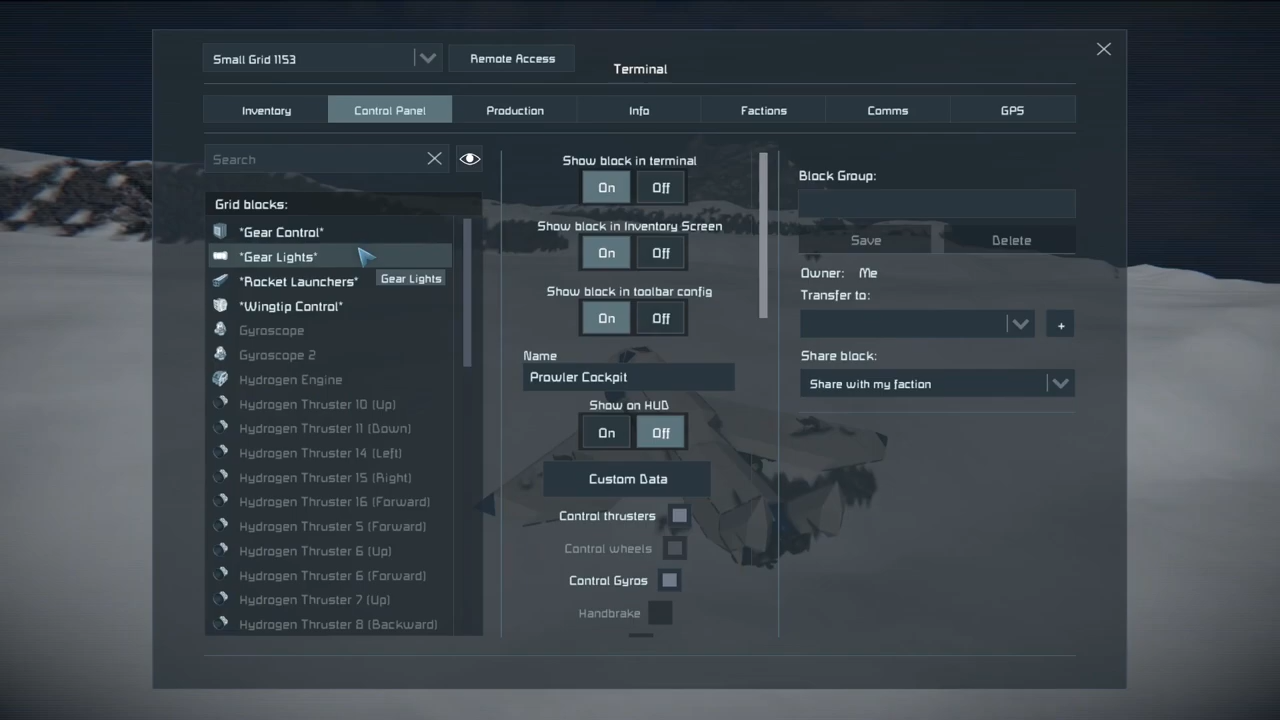 Small Grid 1153
Remote Access
Terminal
Inventory
Control Panel
Production
Info
Factions
Comms
GPS
Search
Grid blocks:
*Gear Control*
*Gear Lights*
Gear Lights
*Rocket Launchers*
*Wingtip Control*
Gyroscope
Gyroscope 2
Hydrogen Engine
Hydrogen Thruster 10 (Up)
Hydrogen Thruster 11 (Down)
Hydrogen Thruster 14 (Left)
Hydrogen Thruster 15 (Right)
Hydrogen Thruster 16 (Forward)
Hydrogen Thruster 5 (Forward)
Hydrogen Thruster 6 (Up)
Hydrogen Thruster 6 (Forward)
Hydrogen Thruster 7 (Up)
Hydrogen Thruster 8 (Backward)
Show block in terminal
On Off
Show block in Inventory Screen
On Off
Show block in toolbar config
On Off
Name
Prowler Cockpit
Show on HUD
On Off
Custom Data
Control thrusters
Control wheels
Control Gyros
Handbrake
Block Group:
Save
Delete
Owner: Me
Transfer to:
+
Share block:
Share with my faction